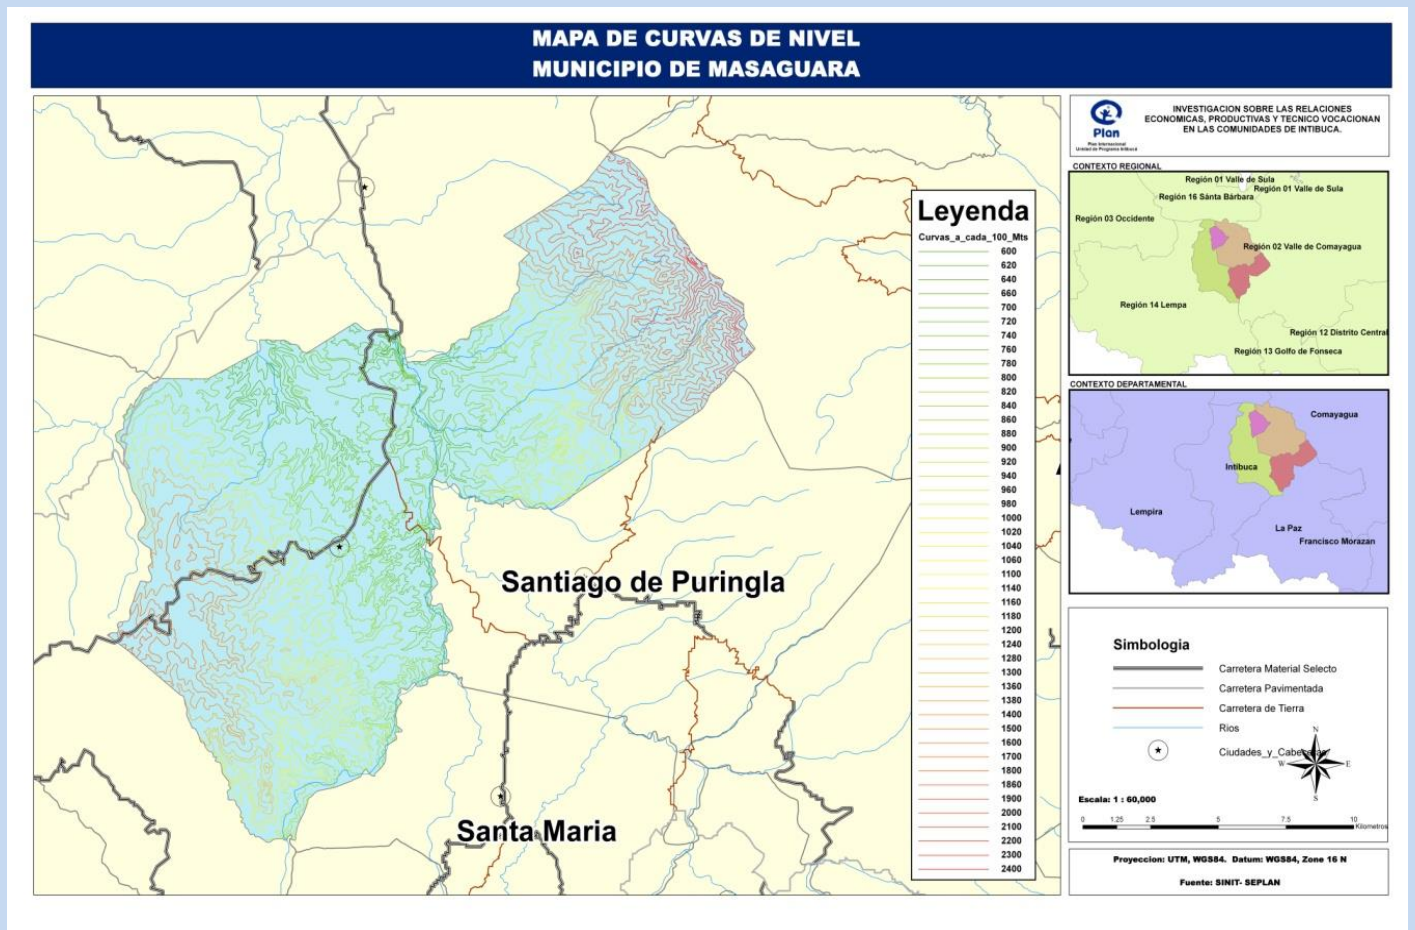 MAPA DE CURVAS DE NIVEL
MUNICIPIO DE MASAGUARA
Santiago de Puringla
Santa Maria
Leyenda
Curvas_a_cada_100_Mts
600
620
640
660
700
720
740
760
780
800
820
840
860
880
900
920
940
960
980
1000
1020
1040
1060
1100
1140
1160
1180
1200
1240
1280
1300
1360
1380
1400
1500
1600
1700
1800
1860
1900
2000
2100
2200
2300
2400
Plan
Plan Internacional
Unidad de Programa Intibucá
INVESTIGACION SOBRE LAS RELACIONES
ECONOMICAS, PRODUCTIVAS Y TECNICO VOCACIONAN
EN LAS COMUNIDADES DE INTIBUCA.
CONTEXTO REGIONAL
Región 01 Valle de Sula
Región 01 Valle de Sula
Región 16 Sánta Bárbara
Región 03 Occidente
Región 02 Valle de Comayagua
Región 14 Lempa
Región 12 Distrito Central
Región 13 Golfo de Fonseca
CONTEXTO DEPARTAMENTAL
Comayagua
Intibuca
Lempira
La Paz
Francisco Morazan
Simbologia
Carretera Material Selecto
Carretera Pavimentada
Carretera de Tierra
Rios
Ciudades_y_Cabeceras
N
W E
S
Escala: 1 : 60,000
0 1.25 2.5 5 7.5 10
Kilometros
Proyeccion: UTM, WGS84. Datum: WGS84, Zone 16 N
Fuente: SINIT- SEPLAN